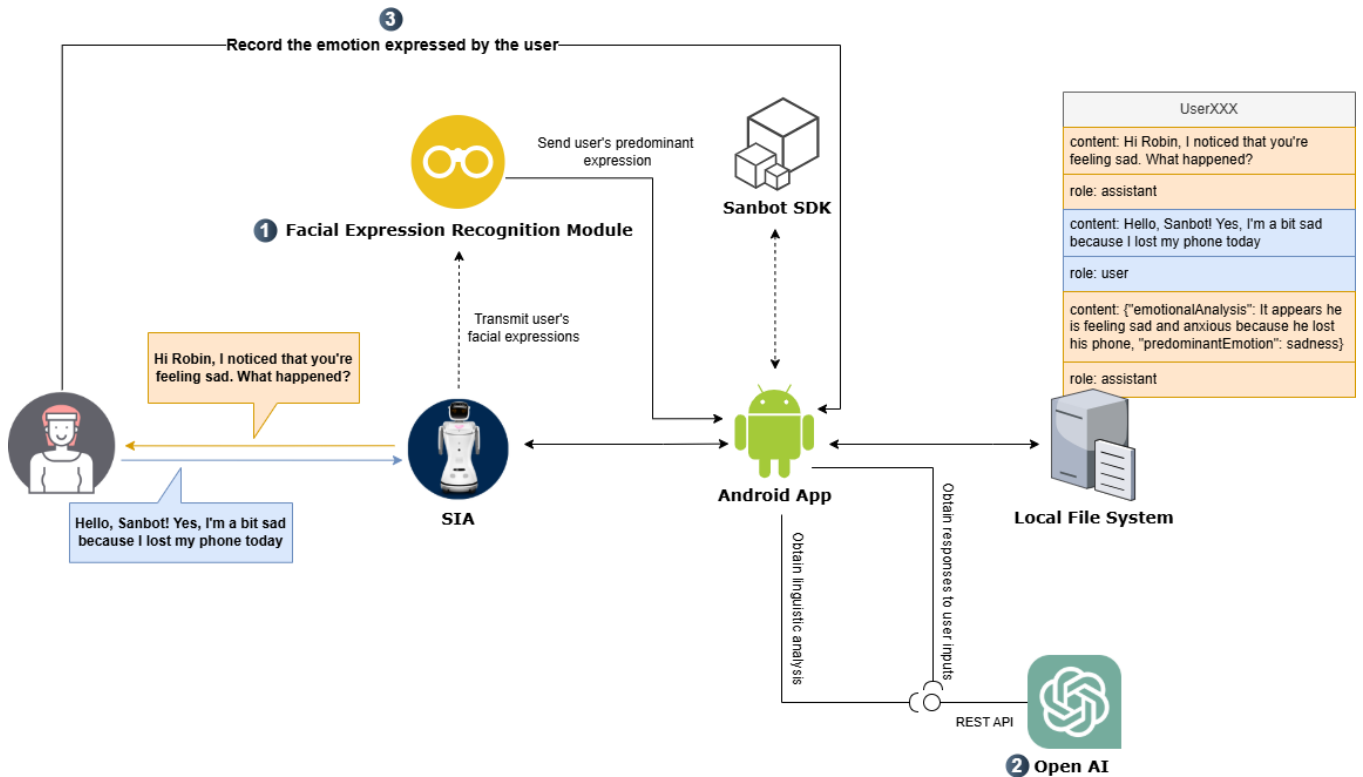 3
Record the emotion expressed by the user
UserXXX
content: Hi Robin, I noticed that you're
feeling sad. What happened?
role: assistant
content: Hello, Sanbot! Yes, I'm a bit sad
because I lost my phone today
role: user
content: {"emotionalAnalysis": It appears he
is feeling sad and anxious because he lost
his phone, "predominantEmotion": sadness}
role: assistant
Send user's predominant
expression
Sanbot SDK
1 Facial Expression Recognition Module
Transmit user's
facial expressions
Hi Robin, I noticed that you're
feeling sad. What happened?
Hello, Sanbot! Yes, I'm a bit sad
because I lost my phone today
SIA
Android App
Local File System
Obtain linguistic analysis
Obtain responses to user inputs
REST API
2 Open AI